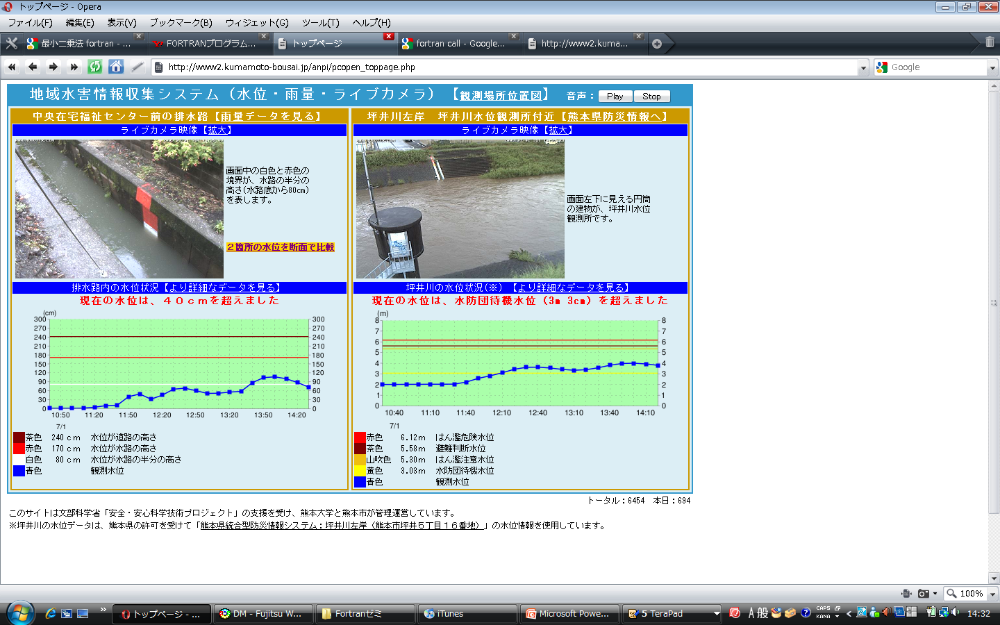 トップページ - Opera
ファイル(F) 編集(E) 表示(V) ブックマーク(B) ウィジェット(G) ツール(T) ヘルプ(H)
最小二乗法 fortran - ... FORTRANプログラム... トップページ fortran call - Google... http://www2.kuma...
http://www2.kumamoto-bousai.jp/anpi/pcopen_toppage.php Google
地域水害情報収集システム（水位・雨量・ライブカメラ）【観測場所位置図】 音声： Play Stop
中央在宅福祉センター前の排水路【雨量データを見る】
ライブカメラ映像【拡大】
画面中の白色と赤色の
境界が、水路の半分の
高さ(水路底から80cm)
を表します。
２箇所の水位を断面で比較
排水路内の水位状況【より詳細なデータを見る】
現在の水位は、４０ｃｍを超えました
(cm)
300 300
270 270
240 240
210 210
180 180
150 150
120 120
90 90
60 60
30 30
0 0
10:50 11:20 11:50 12:20 12:50 13:20 13:50 14:20
7/1
茶色 240ｃｍ 水位が道路の高さ
赤色 170ｃｍ 水位が水路の高さ
白色 80ｃｍ 水位が水路の半分の高さ
青色 観測水位
坪井川左岸 坪井川水位観測所付近【熊本県防災情報へ】
ライブカメラ映像【拡大】
画面左下に見える円筒
の建物が、坪井川水位
観測所です。
坪井川の水位状況(※)【より詳細なデータを見る】
現在の水位は、水防団待機水位（3m 3cm）を超えました
(m)
8 8
7 7
6 6
5 5
4 4
3 3
2 2
1 1
0 0
10:40 11:10 11:40 12:10 12:40 13:10 13:40 14:10
7/1
赤色 6.12ｍ はん濫危険水位
茶色 5.58ｍ 避難判断水位
山吹色 5.30ｍ はん濫注意水位
黄色 3.03ｍ 水防団待機水位
青色 観測水位
トータル：6454 本日：694
このサイトは文部科学省「安全・安心科学技術プロジェクト」の支援を受け、熊本大学と熊本市が管理運営しています。
※坪井川の水位データは、熊本県の許可を受けて「熊本県統合型防災情報システム：坪井川左岸（熊本市坪井５丁目１６番地）」の水位情報を使用しています。
100%
トップページ - ... DM - Fujitsu W... Fortranゼミ iTunes Microsoft Powe... 5 TeraPad A 般 CAPS KANA 14:32